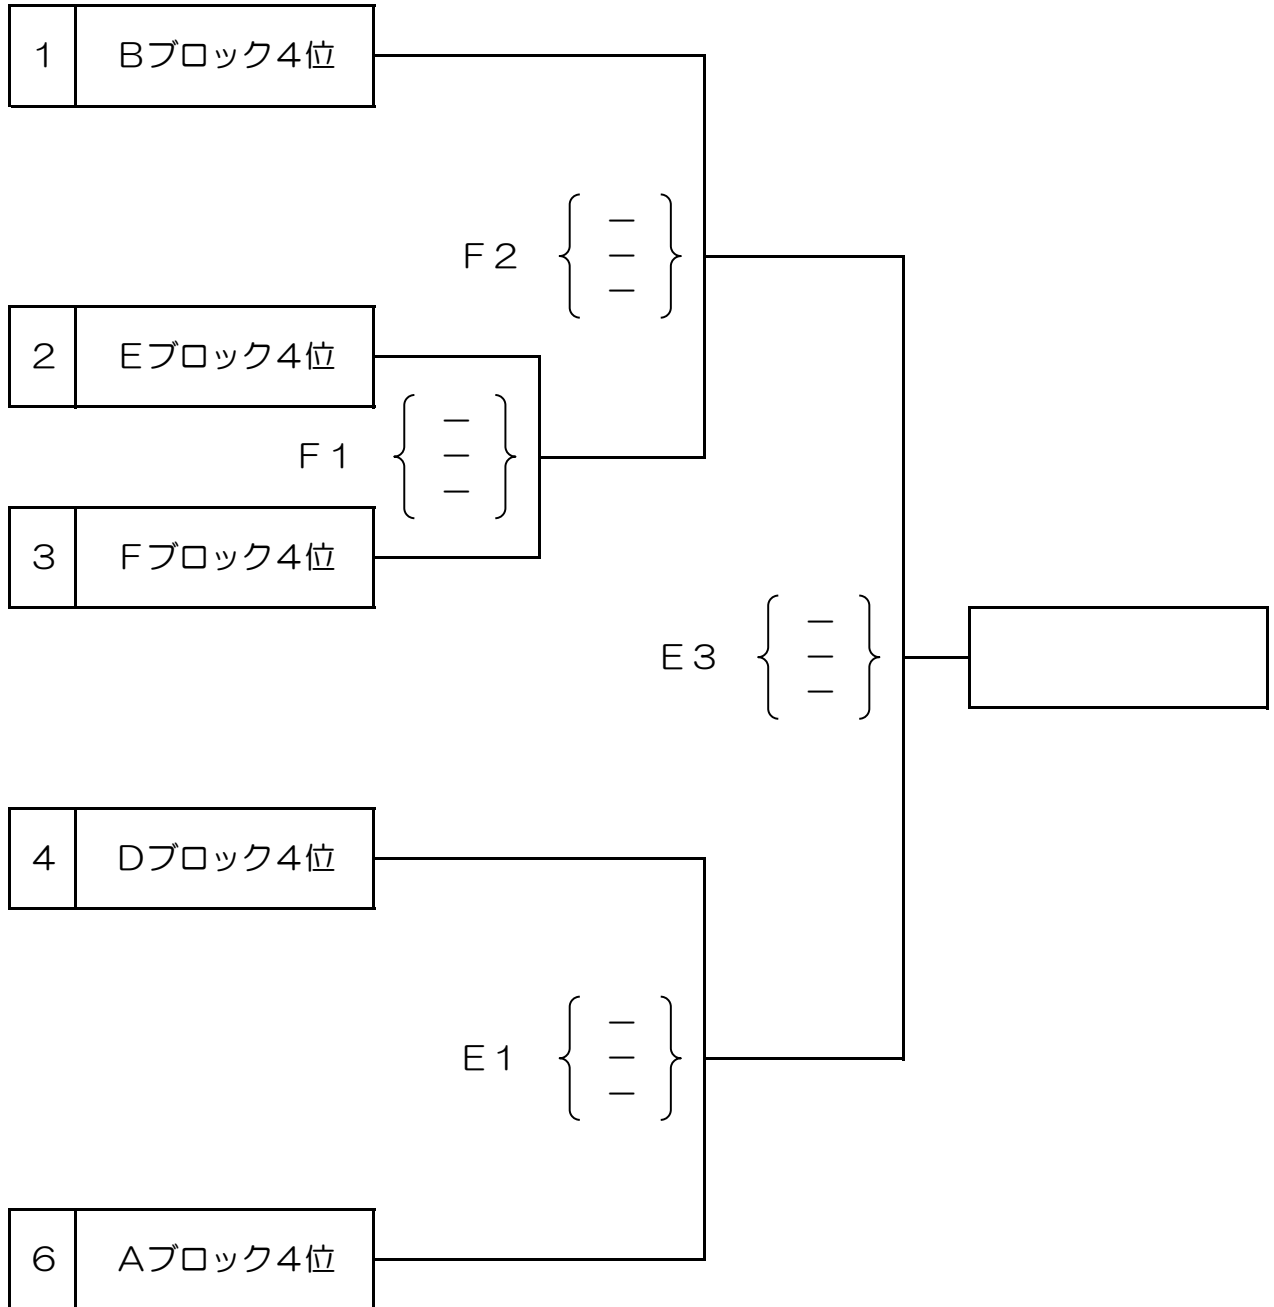 １ Ｂブロック４位
Ｆ２ { － － － }
２ Ｅブロック４位
Ｆ１ { － － － }
３ Ｆブロック４位
Ｅ３ { － － － }
４ Ｄブロック４位
Ｅ１ { － － － }
６ Ａブロック４位